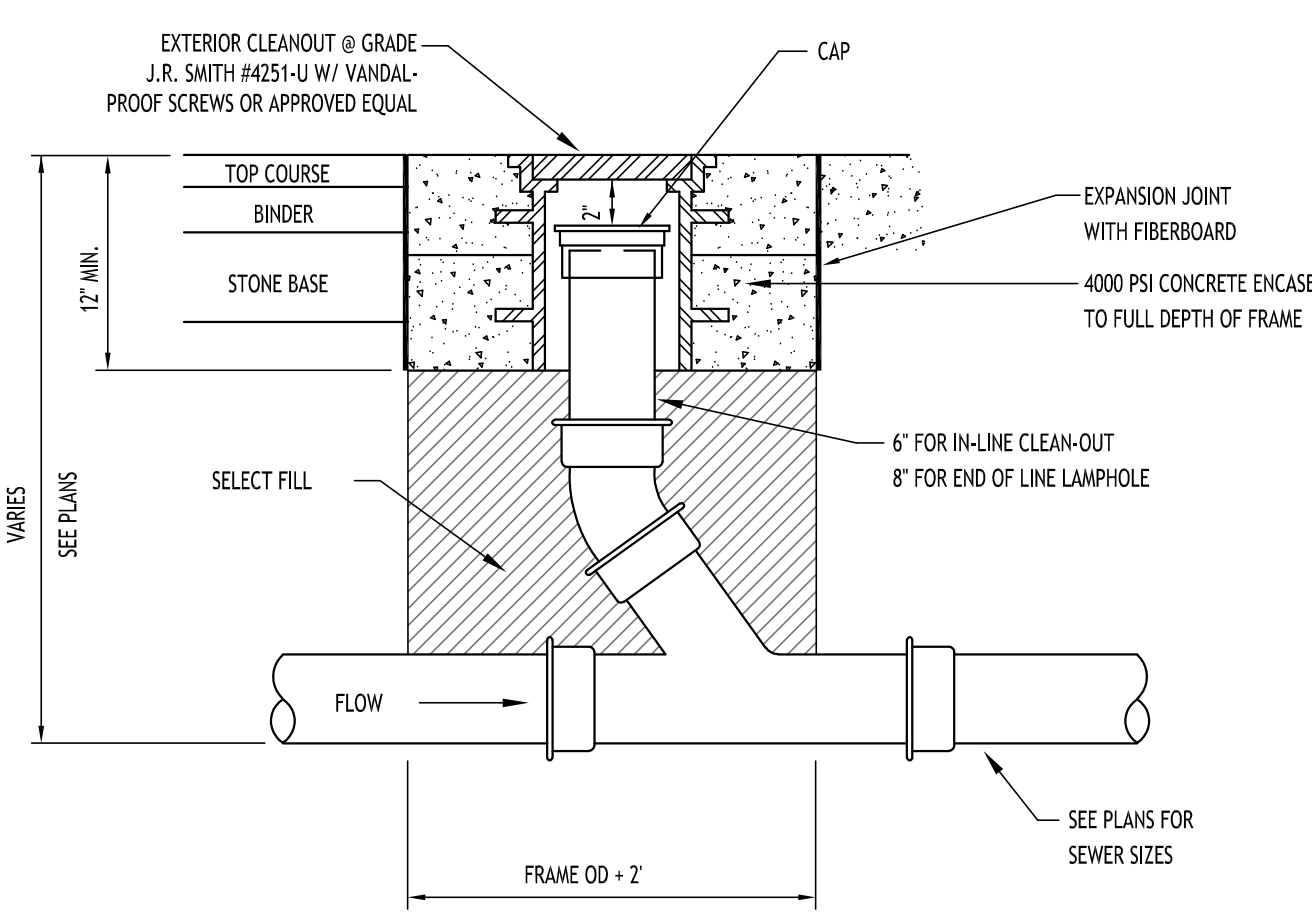 EXTERIOR CLEANOUT @ GRADE
J.R. SMITH #4251-U W/ VANDAL-
PROOF SCREWS OR APPROVED EQUAL
CAP
TOP COURSE
BINDER
STONE BASE
12" MIN.
2"
EXPANSION JOINT
WITH FIBERBOARD
4000 PSI CONCRETE ENCASE
TO FULL DEPTH OF FRAME
6" FOR IN-LINE CLEAN-OUT
8" FOR END OF LINE LAMPHOLE
SELECT FILL
VARIES
SEE PLANS
FLOW
SEE PLANS FOR
SEWER SIZES
FRAME OD + 2'